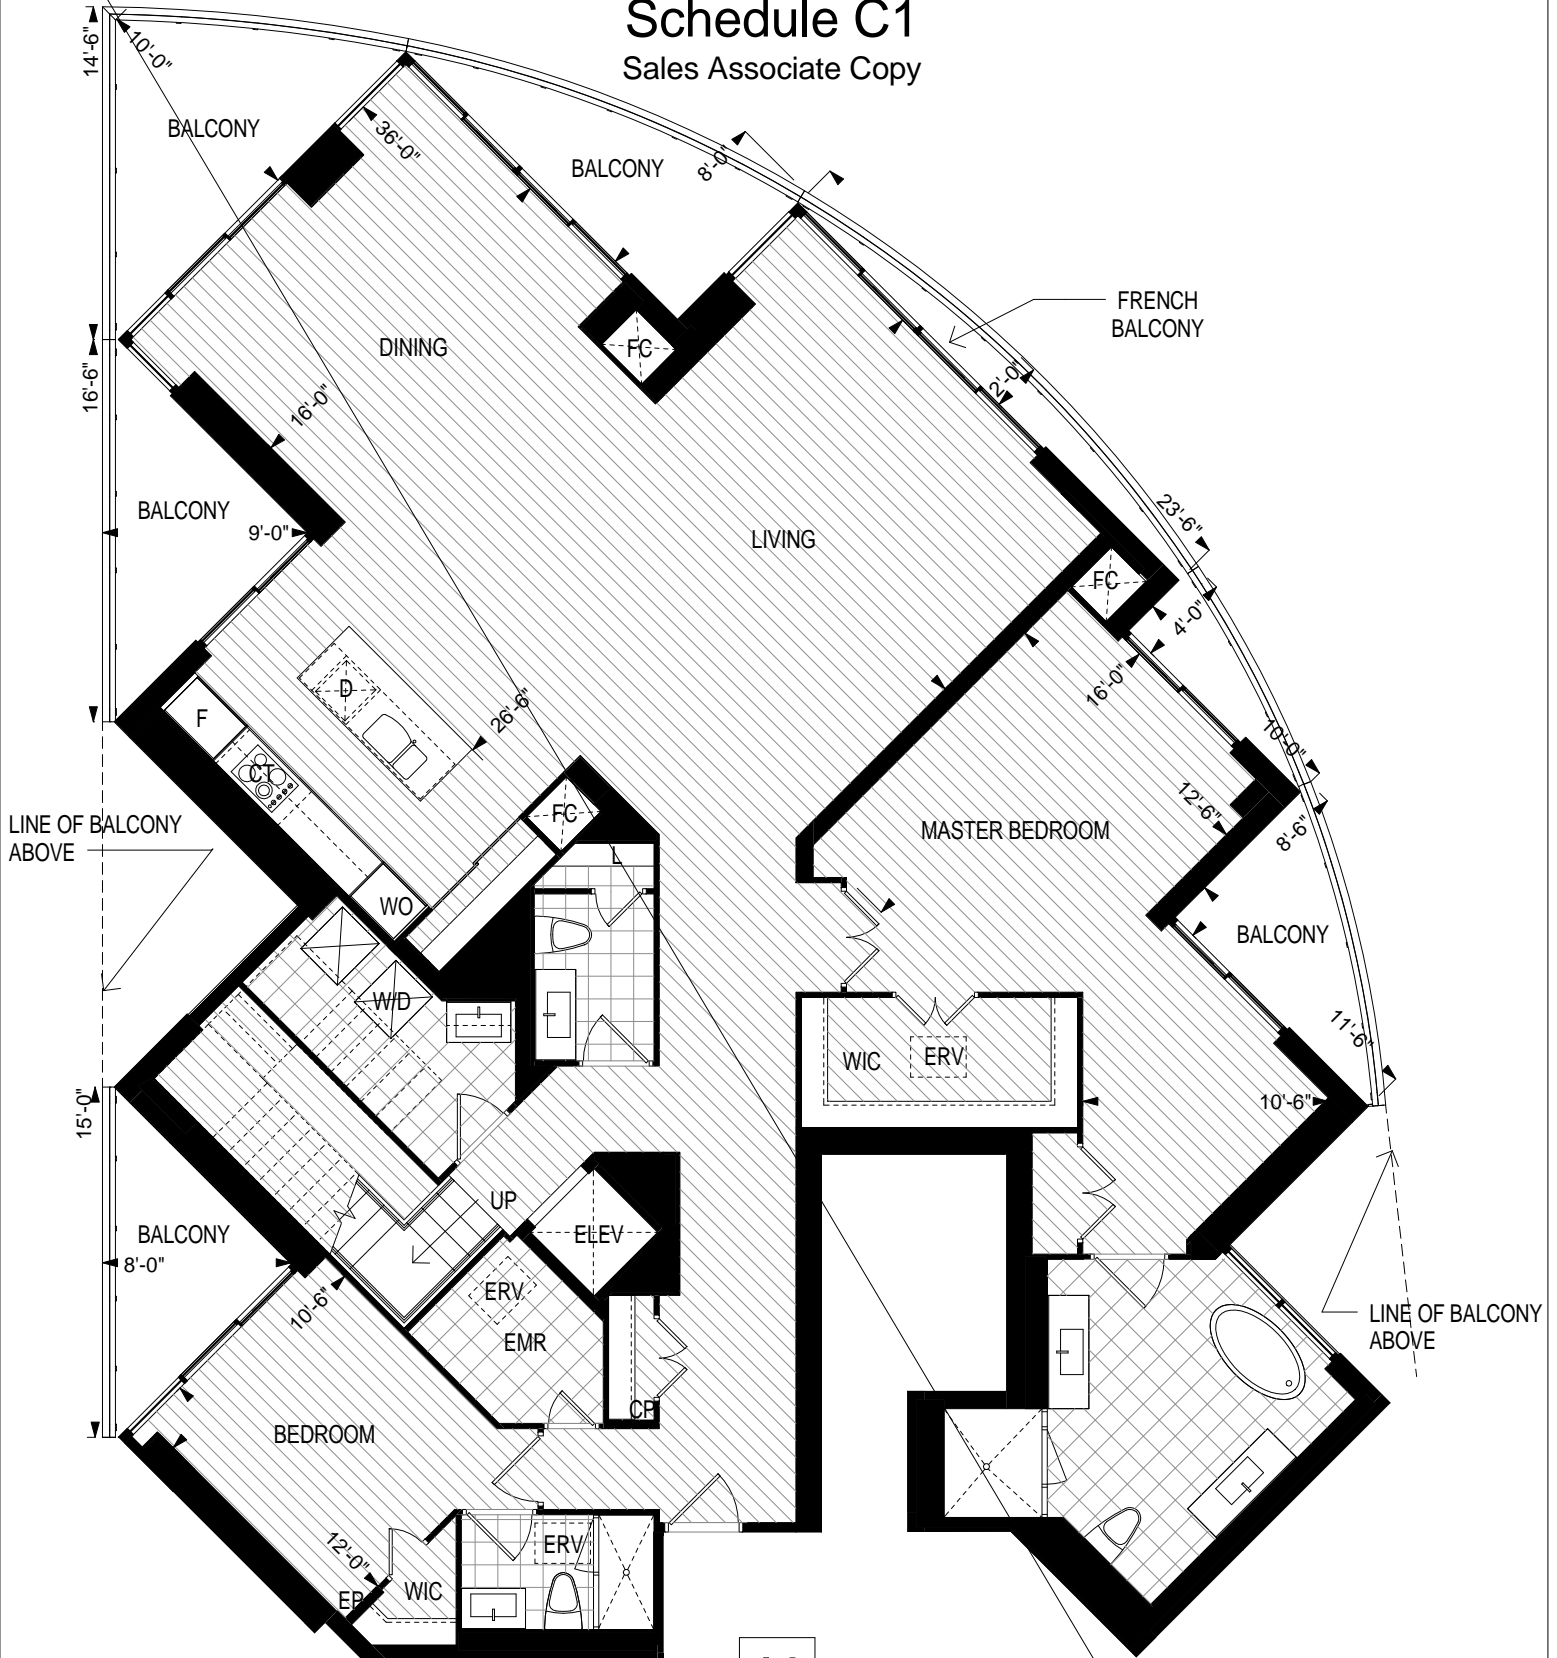 Schedule C1
Sales Associate Copy
14'-6"
10'-0"
BALCONY
36'-0"
BALCONY
8'-0"
FRENCH
BALCONY
DINING
FC
16'-6"
2'-0"
16'-0"
BALCONY
9'-0"
LIVING
23'-6"
FC
4'-0"
16'-0"
D
F
26'-6"
CT
10'-0"
12'-6"
8'-6"
LINE OF BALCONY
ABOVE
FC
MASTER BEDROOM
L
WO
BALCONY
W/D
11'-6"
WIC
ERV
10'-6"
15'-0"
UP
BALCONY
8'-0"
ELEV
ERV
10'-6"
EMR
LINE OF BALCONY
ABOVE
CP
BEDROOM
12'-0"
ERV
EP
WIC